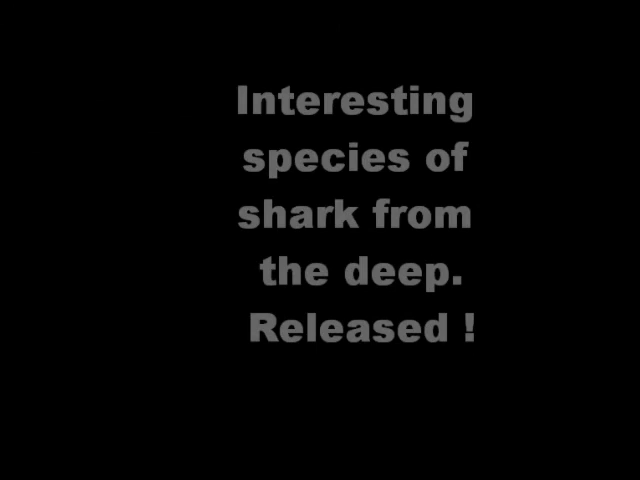 Interesting
species of
shark from
the deep.
Released !